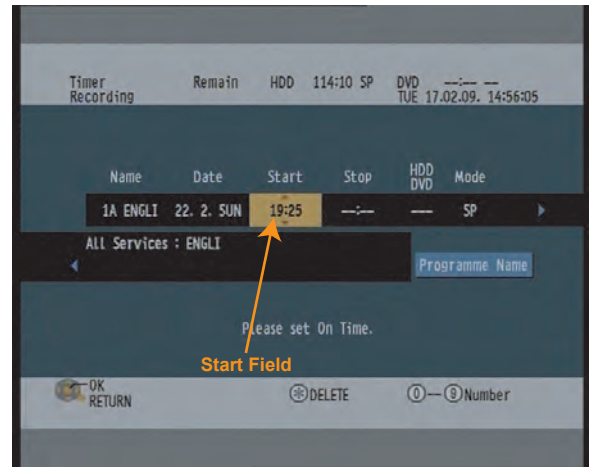 Timer Recording Remain HDD 114:10 SP DVD --:-- --
TUE 17.02.09. 14:56:05
Name Date Start Stop HDD DVD Mode
1A ENGLI 22. 2. SUN 19:25 --:-- --- SP
All Services : ENGLI
Programme Name
Please set On Time.
Start Field
OK
RETURN
DELETE
0--9 Number